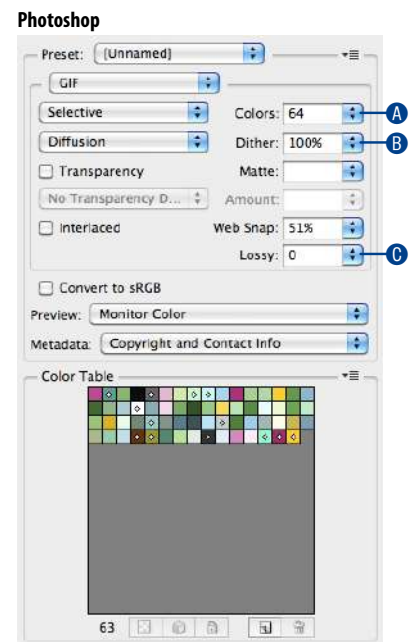 Photoshop
Preset: [Unnamed]
GIF
Selective Colors: 64 A
Diffusion Dither: 100% B
Transparency Matte:
No Transparency D... Amount:
Interlaced Web Snap: 51%
Lossy: 0 C
Convert to sRGB
Preview: Monitor Color
Metadata: Copyright and Contact Info
Color Table
63